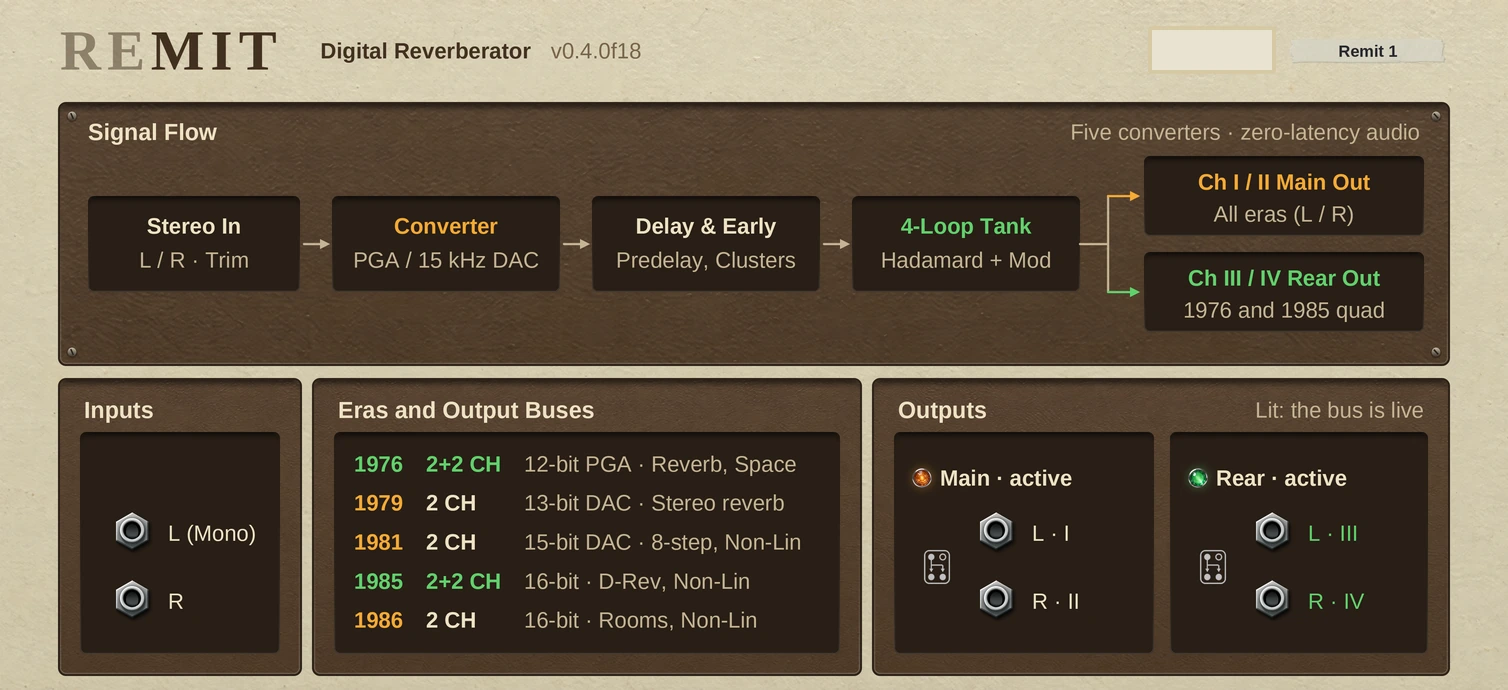 REMIT
Digital Reverberator v0.4.0f18
Remit 1
Signal Flow
Five converters · zero-latency audio
Stereo In
L / R · Trim
Converter
PGA / 15 kHz DAC
Delay & Early
Predelay, Clusters
4-Loop Tank
Hadamard + Mod
Ch I / II Main Out
All eras (L / R)
Ch III / IV Rear Out
1976 and 1985 quad
Inputs
L (Mono)
R
Eras and Output Buses
1976 2+2 CH 12-bit PGA · Reverb, Space
1979 2 CH 13-bit DAC · Stereo reverb
1981 2 CH 15-bit DAC · 8-step, Non-Lin
1985 2+2 CH 16-bit · D-Rev, Non-Lin
1986 2 CH 16-bit · Rooms, Non-Lin
Outputs
Lit: the bus is live
Main · active
L · I
R · II
Rear · active
L · III
R · IV